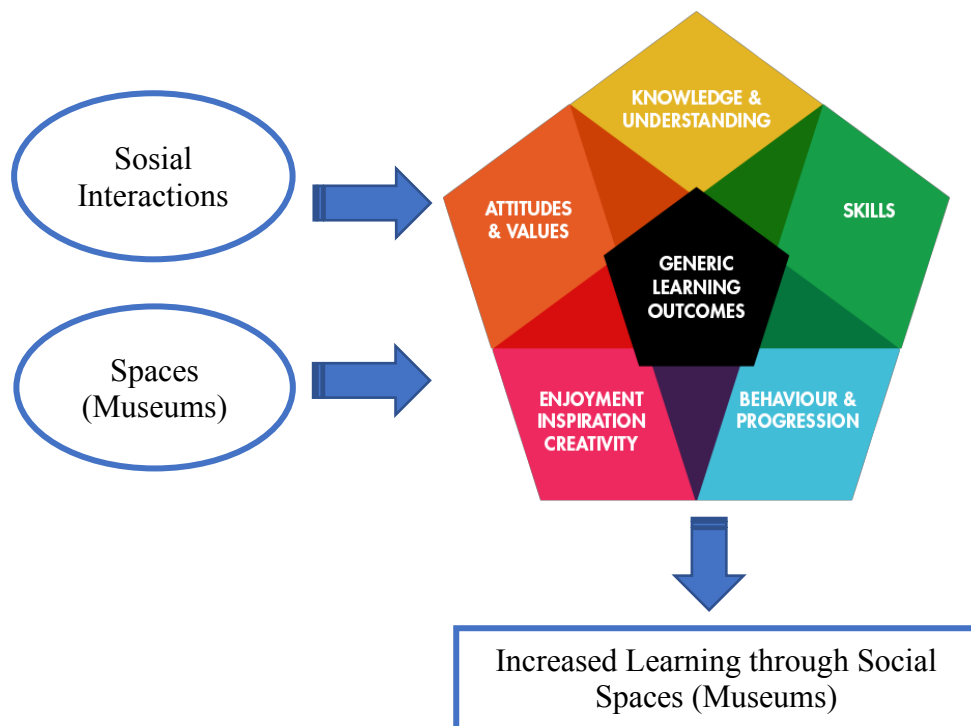 Sosial
Interactions
Spaces
(Museums)
KNOWLEDGE &
UNDERSTANDING
ATTITUDES
& VALUES
SKILLS
GENERIC
LEARNING
OUTCOMES
ENJOYMENT
INSPIRATION
CREATIVITY
BEHAVIOUR &
PROGRESSION
Increased Learning through Social
Spaces (Museums)